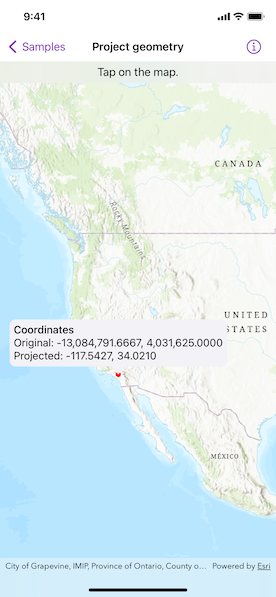 9:41
Samples
Project geometry
Tap on the map.
CANADA
Rocky Mountains
UNITED
STATES
Coordinates
Original: -13,084,791.6667, 4,031,625.0000
Projected: -117.5427, 34.0210
MÉXICO
City of Grapevine, IMIP, Province of Ontario, County o... Powered by Esri